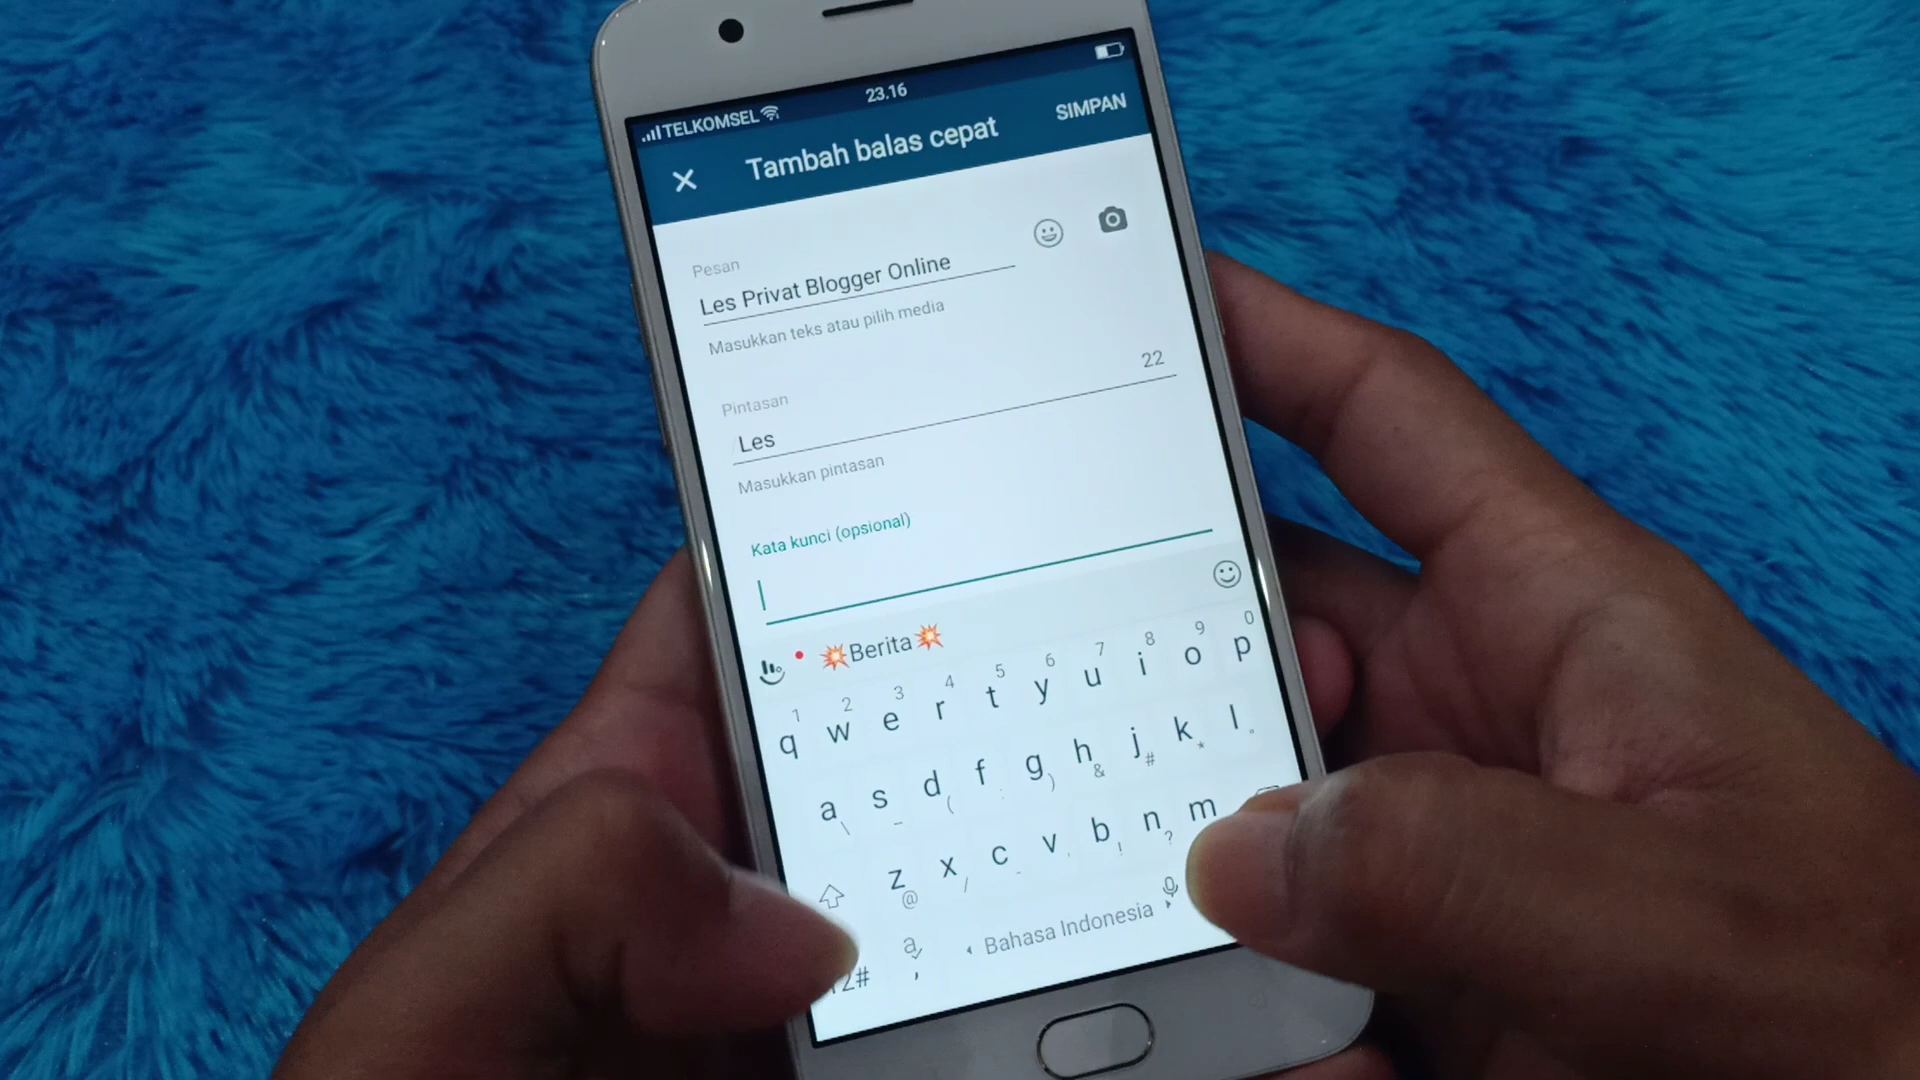 TELKOMSEL 23.16
Tambah balas cepat SIMPAN
Pesan
Les Privat Blogger Online
Masukkan teks atau pilih media
22
Pintasan
Les
Masukkan pintasan
Kata kunci (opsional)
💥Berita💥
1 2 3 4 5 6 7 8 9 0
q w e r t y u i o p
a s d f g h j k l
\ _ ( : ) & # *
z x c v b n m
@ / - ! ?
a
, Bahasa Indonesia
2#